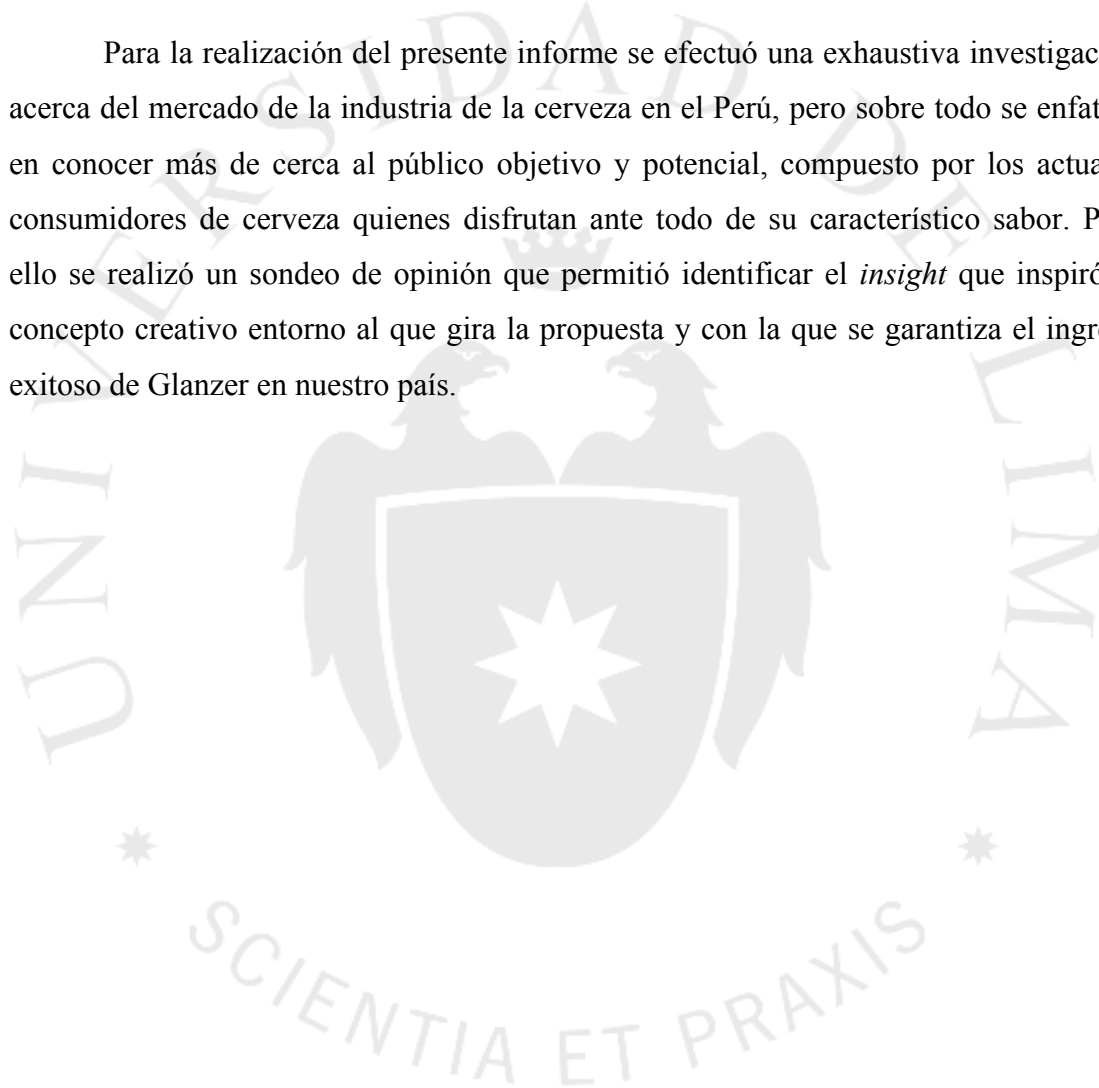 Para la realización del presente informe se efectuó una exhaustiva investigac
acerca del mercado de la industria de la cerveza en el Perú, pero sobre todo se enfat
en conocer más de cerca al público objetivo y potencial, compuesto por los actua
consumidores de cerveza quienes disfrutan ante todo de su característico sabor. P
ello se realizó un sondeo de opinión que permitió identificar el insight que inspiró
concepto creativo entorno al que gira la propuesta y con la que se garantiza el ingre
exitoso de Glanzer en nuestro país.
UNIVERSIDAD DE LIMA
SCIENTIA ET PRAXIS